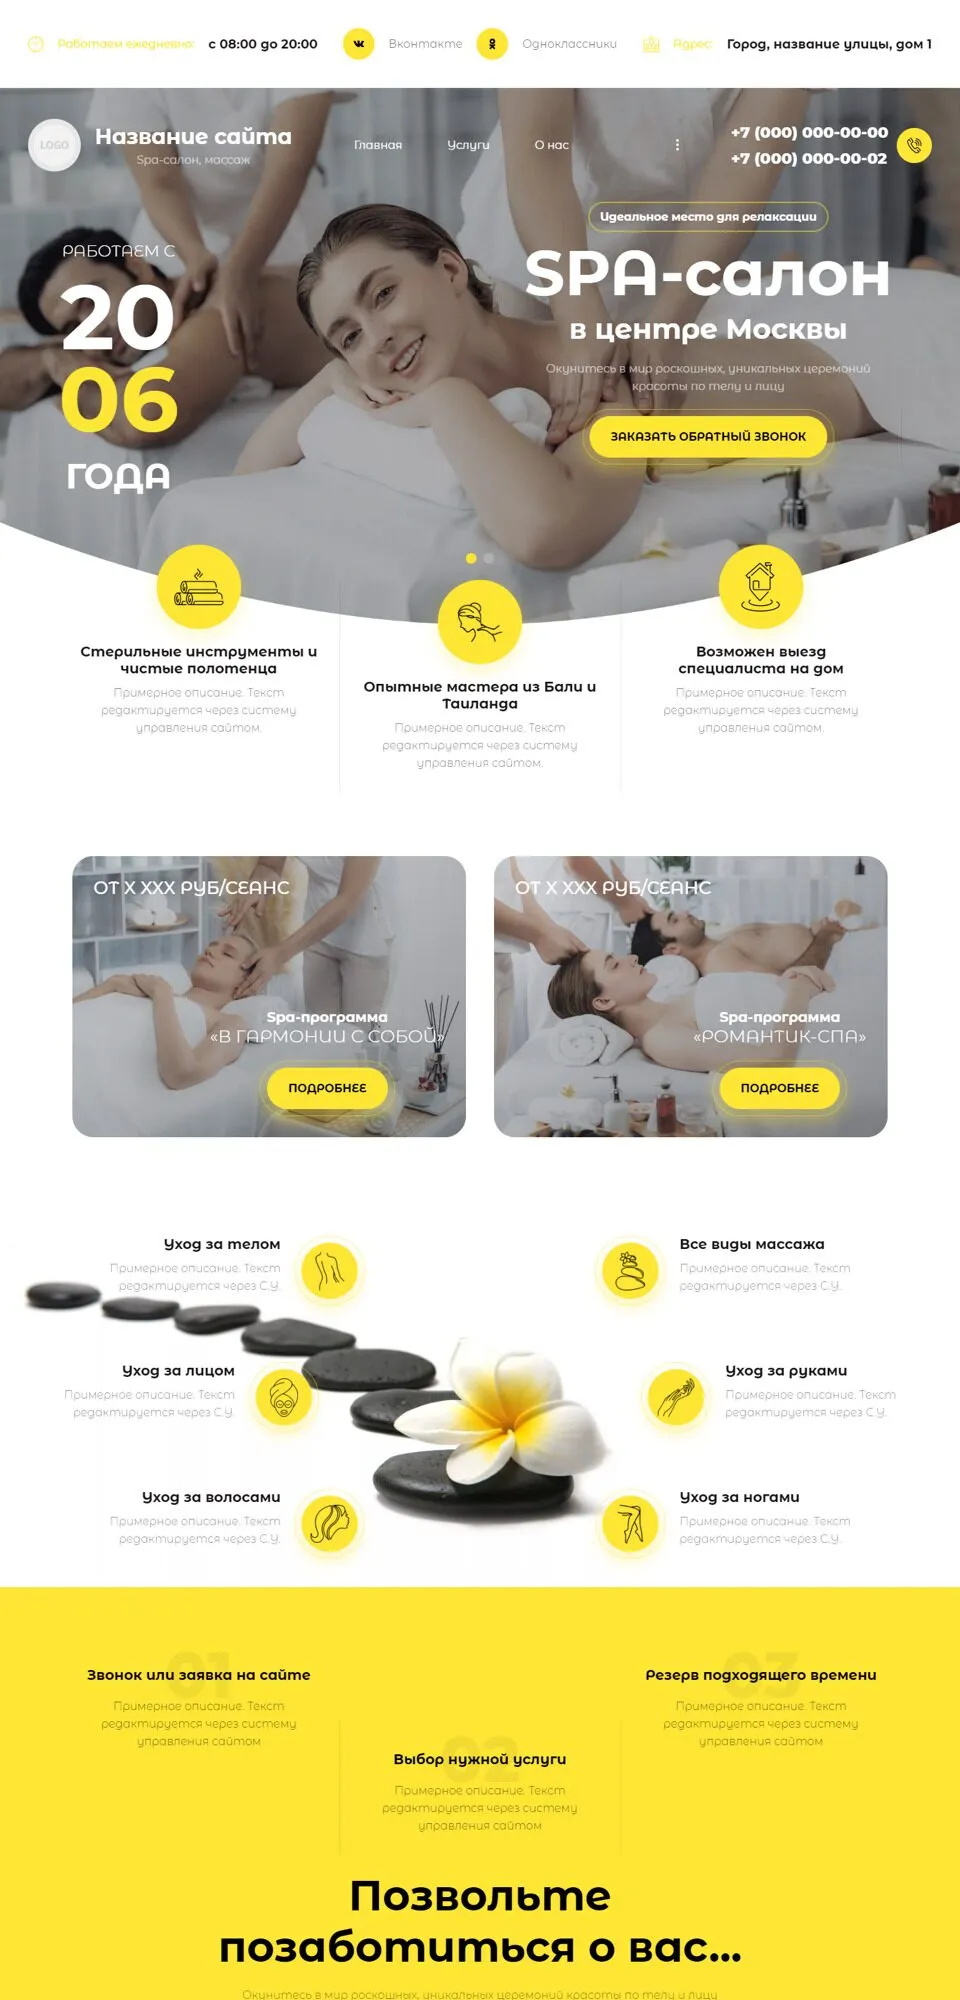 Работаем ежедневно: с 08:00 до 20:00 Вконтакте Одноклассники Адрес: Город, название улицы, дом 1
LOGO
Название сайта
Spa-салон, массаж
Главная Услуги О нас
+7 (000) 000-00-00
+7 (000) 000-00-02
РАБОТАЕМ С
20
06
ГОДА
Идеальное место для релаксации
SPA-салон
в центре Москвы
Окунитесь в мир роскошных, уникальных церемоний
красоты по телу и лицу
ЗАКАЗАТЬ ОБРАТНЫЙ ЗВОНОК
Стерильные инструменты и
чистые полотенца
Примерное описание. Текст
редактируется через систему
управления сайтом.
Опытные мастера из Бали и
Таиланда
Примерное описание. Текст
редактируется через систему
управления сайтом.
Возможен выезд
специалиста на дом
Примерное описание. Текст
редактируется через систему
управления сайтом.
ОТ Х ХХХ РУБ/СЕАНС
Spa-программа
«В ГАРМОНИИ С СОБОЙ»
ПОДРОБНЕЕ
ОТ Х ХХХ РУБ/СЕАНС
Spa-программа
«РОМАНТИК-СПА»
ПОДРОБНЕЕ
Уход за телом
Примерное описание. Текст
редактируется через С.У.
Все виды массажа
Примерное описание. Текст
редактируется через С.У.
Уход за лицом
Примерное описание. Текст
редактируется через С.У.
Уход за руками
Примерное описание. Текст
редактируется через С.У.
Уход за волосами
Примерное описание. Текст
редактируется через С.У.
Уход за ногами
Примерное описание. Текст
редактируется через С.У.
01
Звонок или заявка на сайте
Примерное описание. Текст
редактируется через систему
управления сайтом
02
Выбор нужной услуги
Примерное описание. Текст
редактируется через систему
управления сайтом
03
Резерв подходящего времени
Примерное описание. Текст
редактируется через систему
управления сайтом
Позвольте
позаботиться о вас...
Окунитесь в мир роскошных, уникальных церемоний красоты по телу и лицу